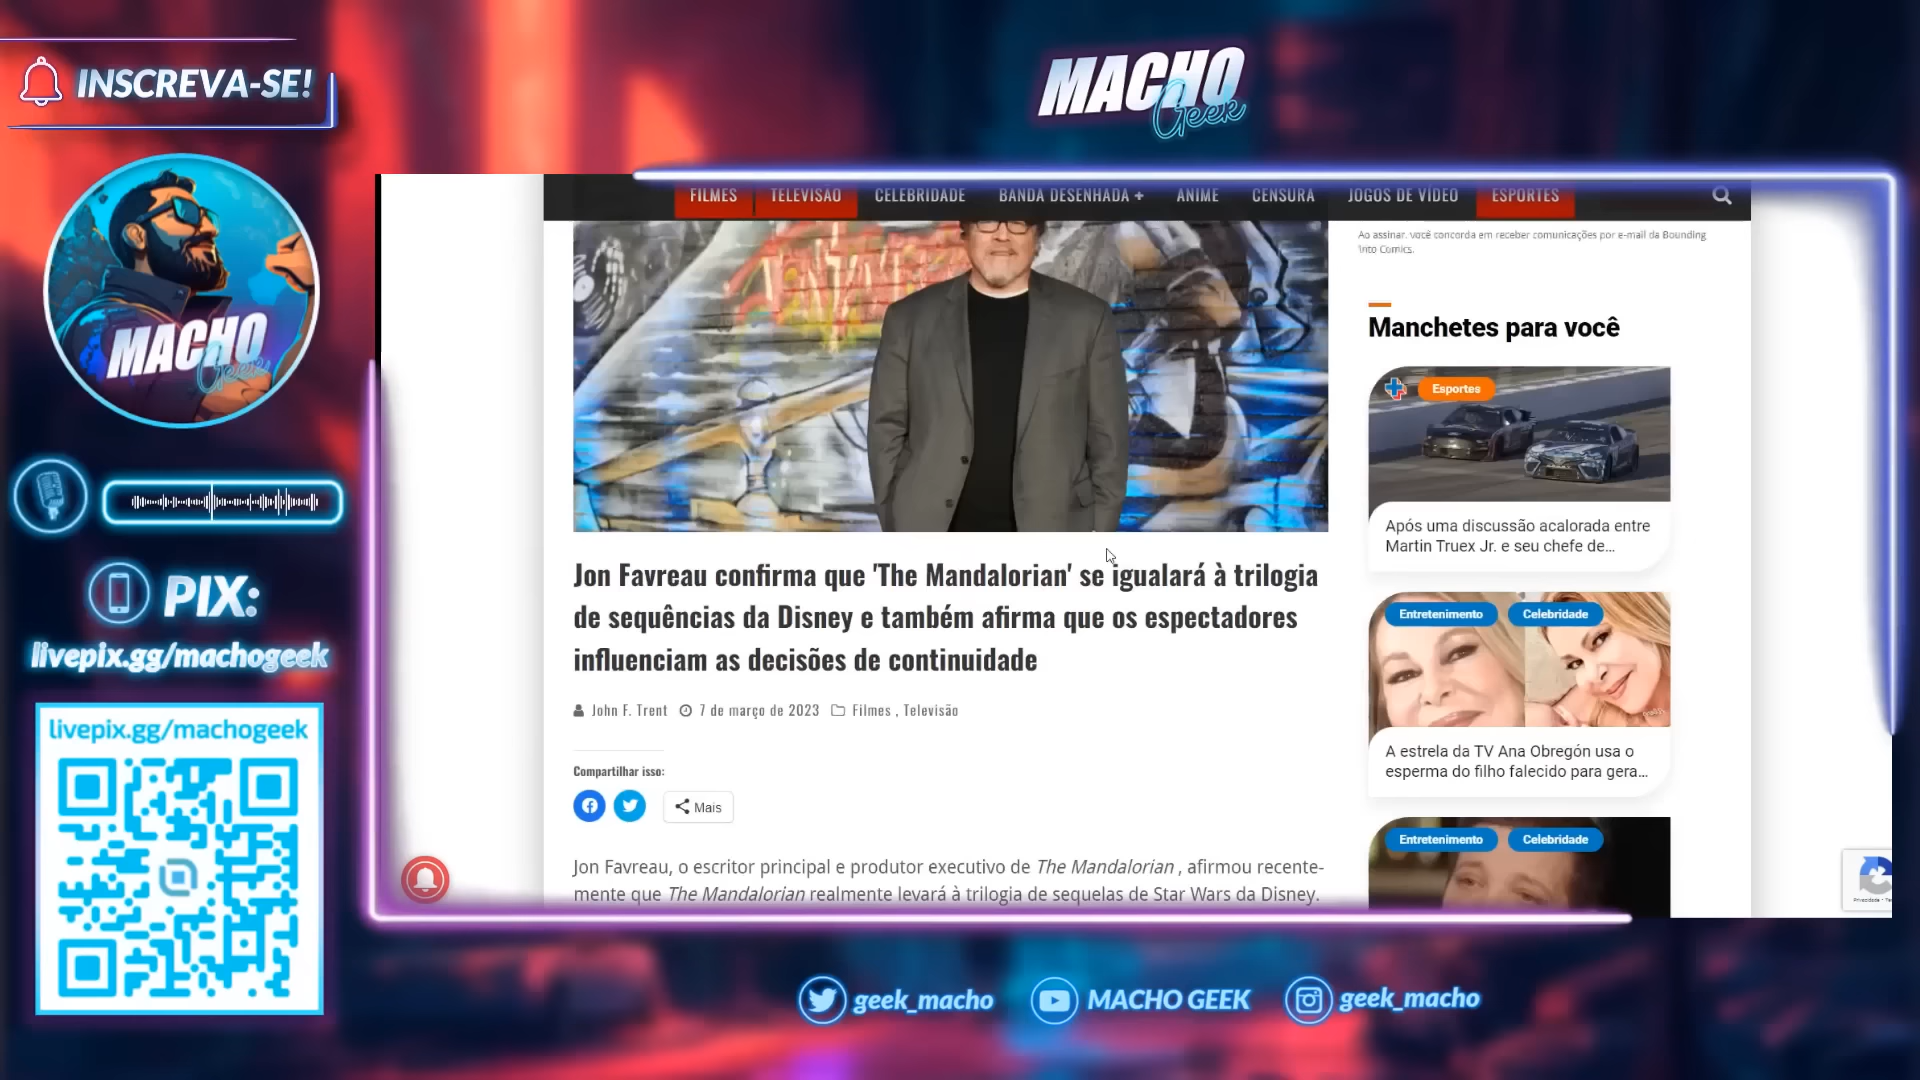 INSCREVA-SE!
MACHO
Geek
MACHO
Geek
PIX:
livepix.gg/machogeek
livepix.gg/machogeek
FILMES
TELEVISÃO
CELEBRIDADE
BANDA DESENHADA +
ANIME
CENSURA
JOGOS DE VÍDEO
ESPORTES
Jon Favreau confirma que 'The Mandalorian' se igualará à trilogia
de sequências da Disney e também afirma que os espectadores
influenciam as decisões de continuidade
John F. Trent
7 de março de 2023
Filmes , Televisão
Compartilhar isso:
Mais
Jon Favreau, o escritor principal e produtor executivo de The Mandalorian , afirmou recente-
mente que The Mandalorian realmente levará à trilogia de sequelas de Star Wars da Disney.
Ao assinar, você concorda em receber comunicações por e-mail da Bounding
Into Comics.
Manchetes para você
Esportes
Após uma discussão acalorada entre
Martin Truex Jr. e seu chefe de...
Entretenimento
Celebridade
A estrela da TV Ana Obregón usa o
esperma do filho falecido para gera...
Entretenimento
Celebridade
geek_macho
MACHO GEEK
geek_macho